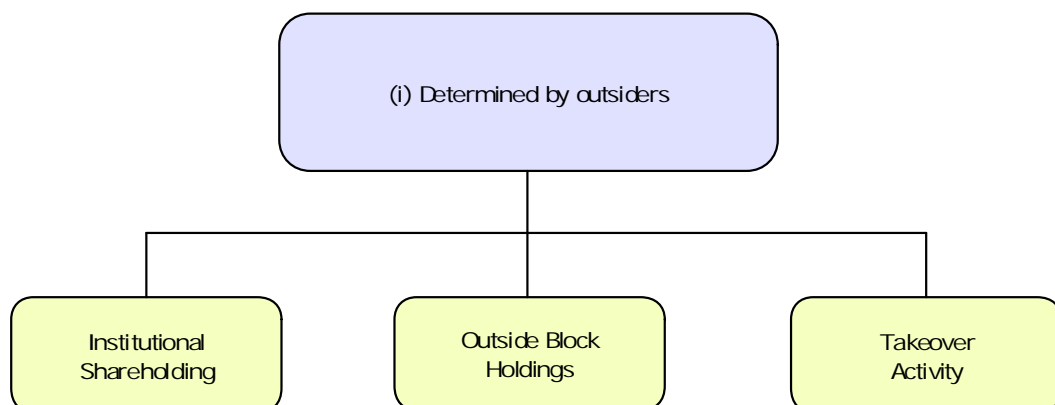 (i) Determined by outsiders
Institutional
Shareholding
Outside Block
Holdings
Takeover
Activity